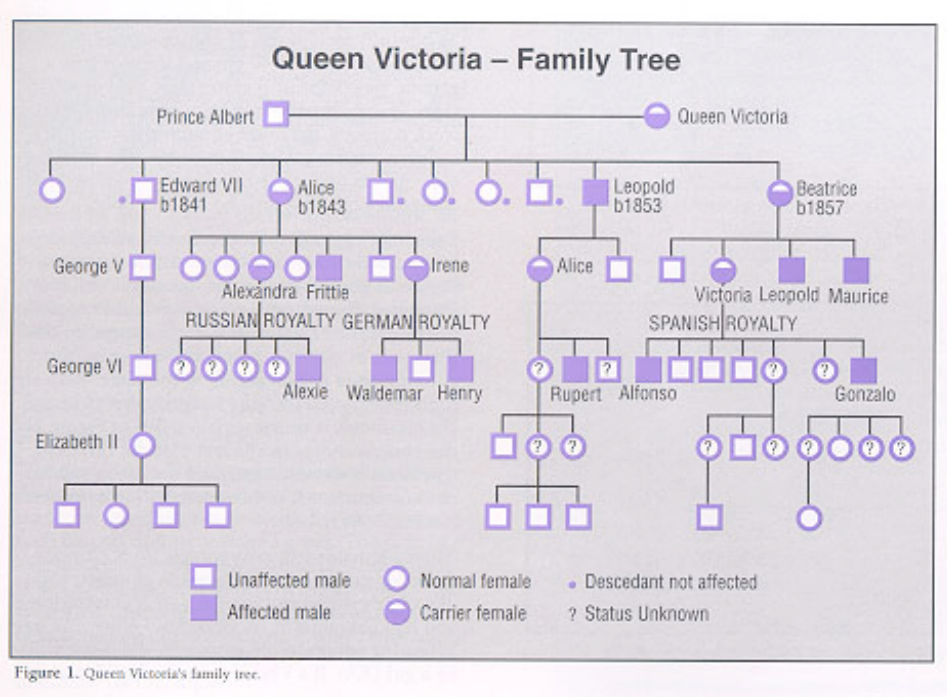 Queen Victoria – Family Tree
Prince Albert
Queen Victoria
Edward VII
b1841
Alice
b1843
Leopold
b1853
Beatrice
b1857
George V
Irene
Alice
Alexandra Frittie
Victoria Leopold Maurice
RUSSIAN ROYALTY GERMAN ROYALTY
SPANISH ROYALTY
George VI
? ? ? ?
? ?
? ?
Alexie Waldemar Henry
Rupert Alfonso
Gonzalo
Elizabeth II
? ?
? ?
? ? ?
Unaffected male
Normal female
Descedant not affected
Affected male
Carrier female
? Status Unknown
Figure 1. Queen Victoria's family tree.